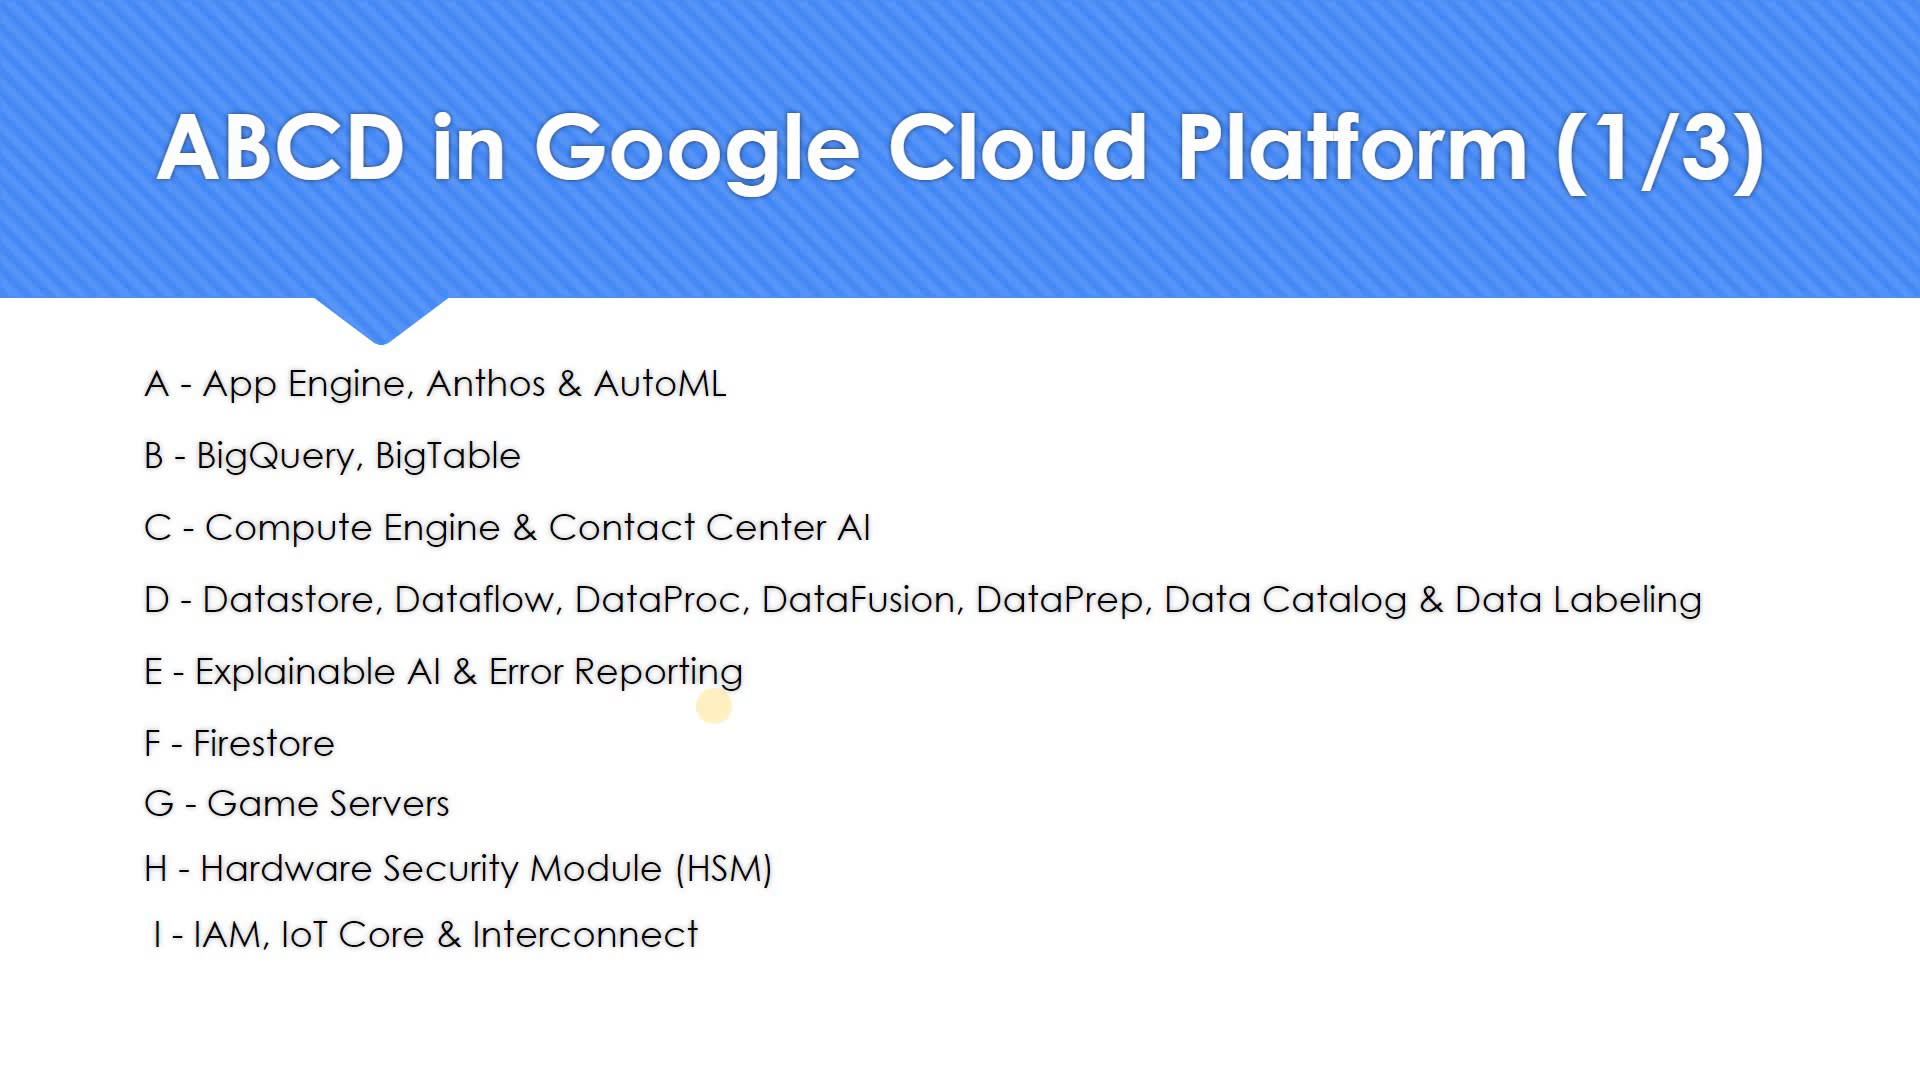 ABCD in Google Cloud Platform (1/3)
A - App Engine, Anthos & AutoML
B - BigQuery, BigTable
C - Compute Engine & Contact Center AI
D - Datastore, Dataflow, DataProc, DataFusion, DataPrep, Data Catalog & Data Labeling
E - Explainable AI & Error Reporting
F - Firestore
G - Game Servers
H - Hardware Security Module (HSM)
I - IAM, IoT Core & Interconnect